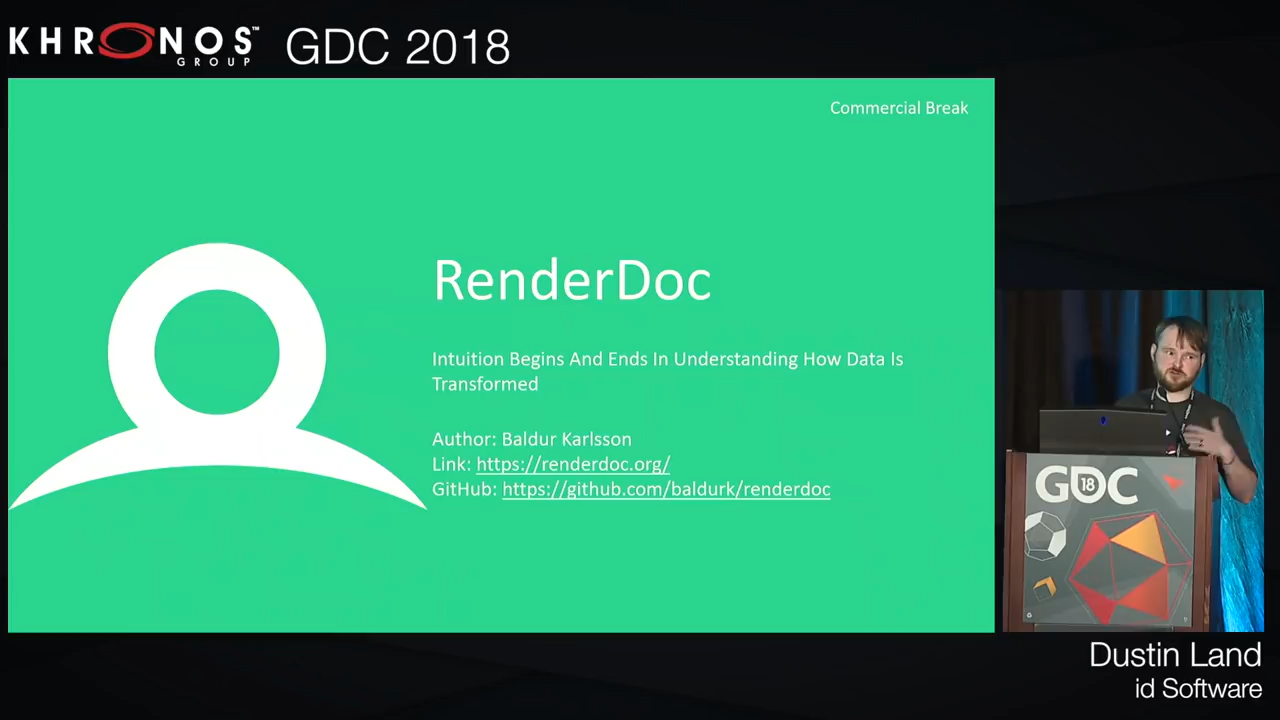 KHRONOS™
GROUP
GDC 2018
Commercial Break
RenderDoc
Intuition Begins And Ends In Understanding How Data Is
Transformed
Author: Baldur Karlsson
Link: https://renderdoc.org/
GitHub: https://github.com/baldurk/renderdoc
GDC
18
Dustin Land
id Software